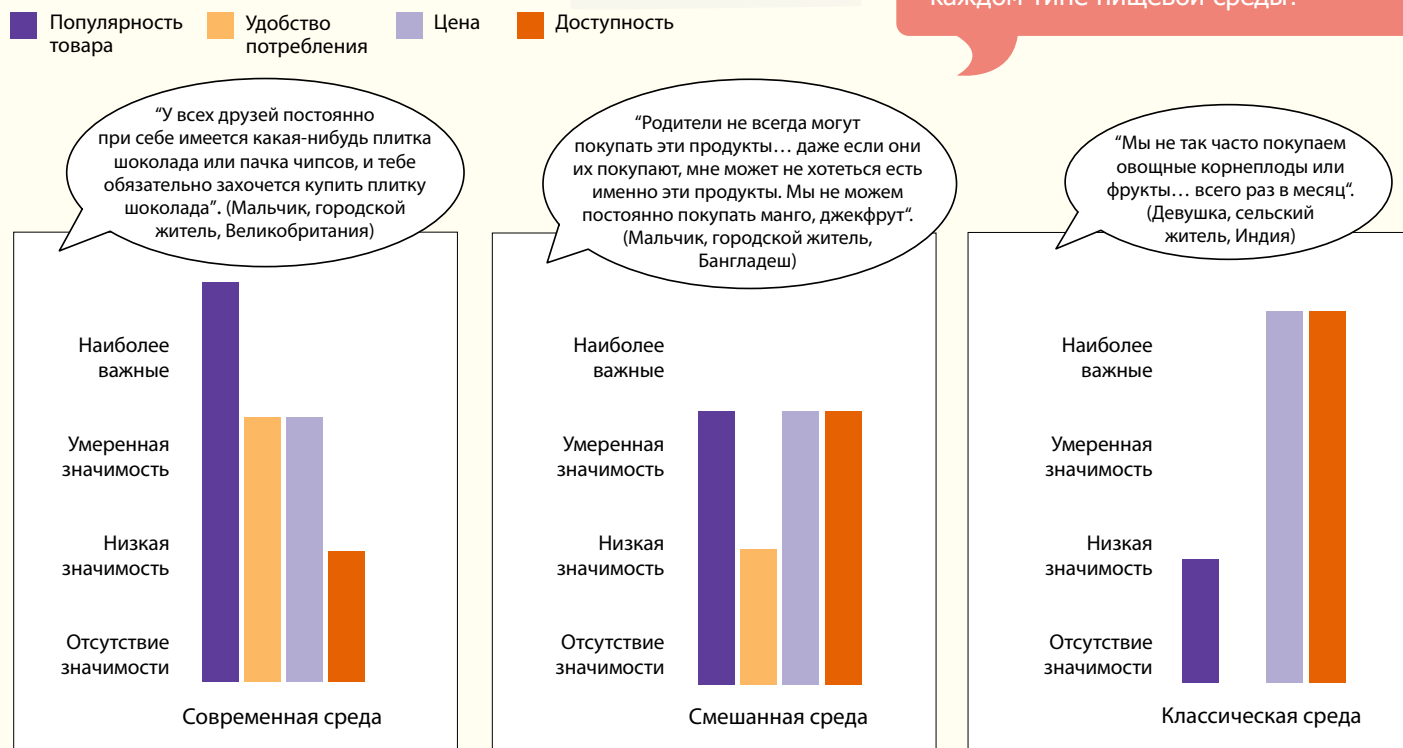 каждом типе пищевой среды?
Популярность
товара
Удобство
потребления
Цена
Доступность
“У всех друзей постоянно
при себе имеется какая-нибудь плитка
шоколада или пачка чипсов, и тебе
обязательно захочется купить плитку
шоколада”. (Мальчик, городской
житель, Великобритания)
“Родители не всегда могут
покупать эти продукты… даже если они
их покупают, мне может не хотеться есть
именно эти продукты. Мы не можем
постоянно покупать манго, джекфрут“.
(Мальчик, городской житель,
Бангладеш)
“Мы не так часто покупаем
овощные корнеплоды или
фрукты… всего раз в месяц“.
(Девушка, сельский
житель, Индия)
Наиболее
важные
Умеренная
значимость
Низкая
значимость
Отсутствие
значимости
Современная среда
Наиболее
важные
Умеренная
значимость
Низкая
значимость
Отсутствие
значимости
Смешанная среда
Наиболее
важные
Умеренная
значимость
Низкая
значимость
Отсутствие
значимости
Классическая среда